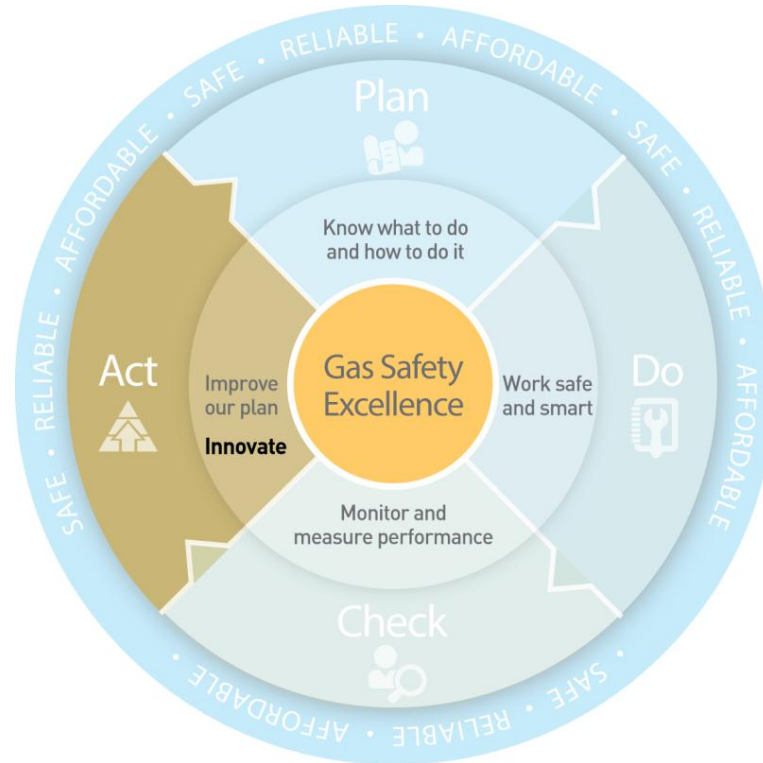 SAFE • RELIABLE • AFFORDABLE • SAFE • RELIABLE • AFFORDABLE • SAFE • RELIABLE • AFFORDABLE
• SAFE • RELIABLE • AFFORDABLE •
Plan
Know what to do
and how to do it
Act
Improve
our plan
Innovate
Gas Safety
Excellence
Work safe
and smart
Do
Monitor and
measure performance
Check